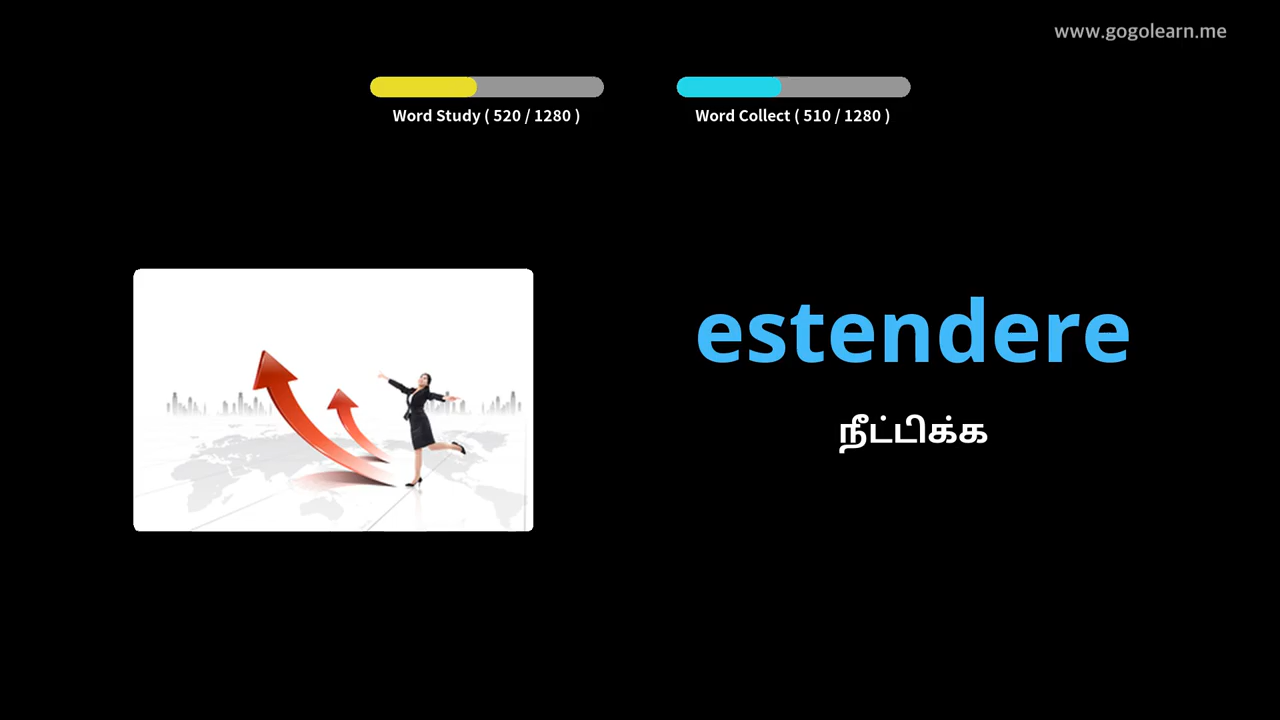 www.gogolearn.me
Word Study ( 520 / 1280 )
Word Collect ( 510 / 1280 )
estendere
நீட்டிக்க